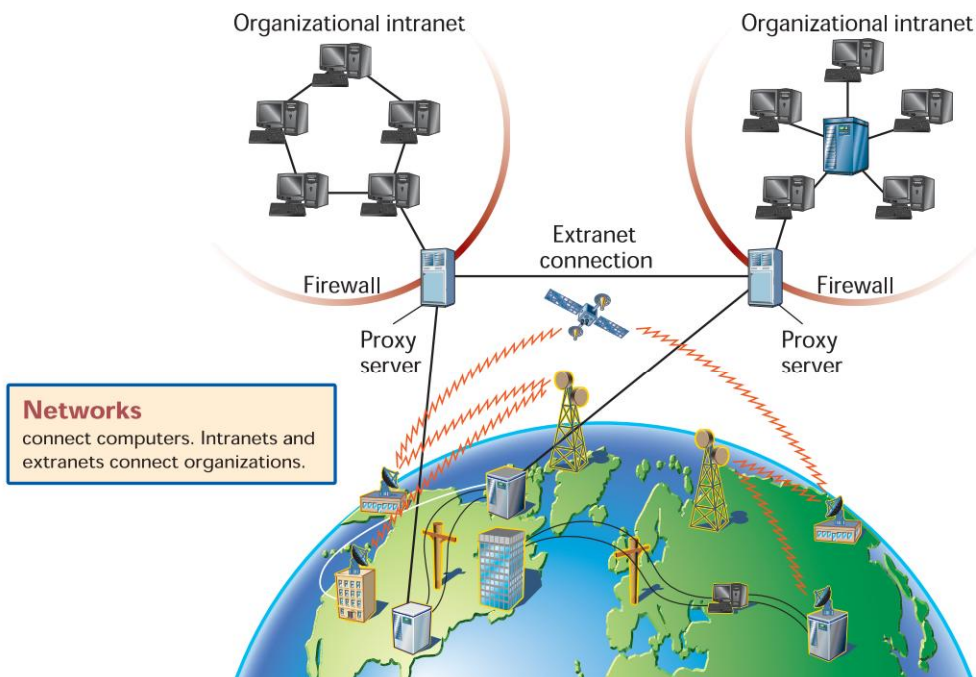 Organizational intranet
Organizational intranet
Extranet
connection
Firewall
Firewall
Proxy
server
Proxy
server
Networks
connect computers. Intranets and
extranets connect organizations.